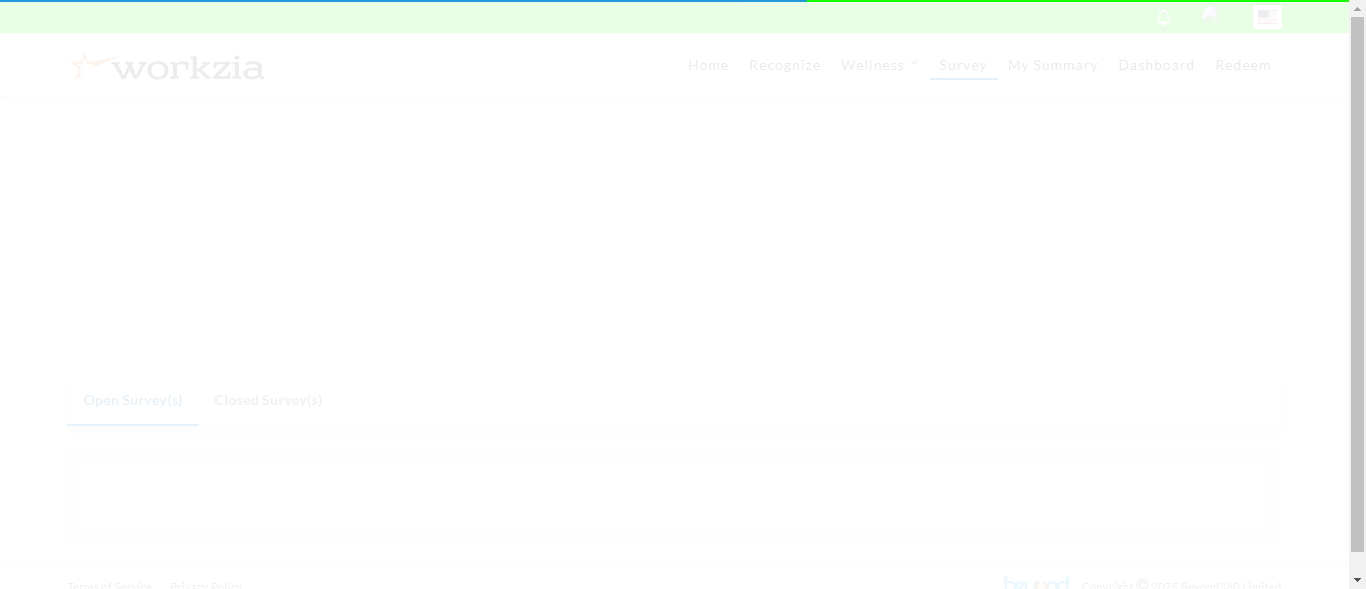 workzia
Home Recognize Wellness Survey My Summary Dashboard Redeem
Open Survey(s) Closed Survey(s)
Terms of Service Privacy Policy Copyright © 2025 Beyond360 Limited